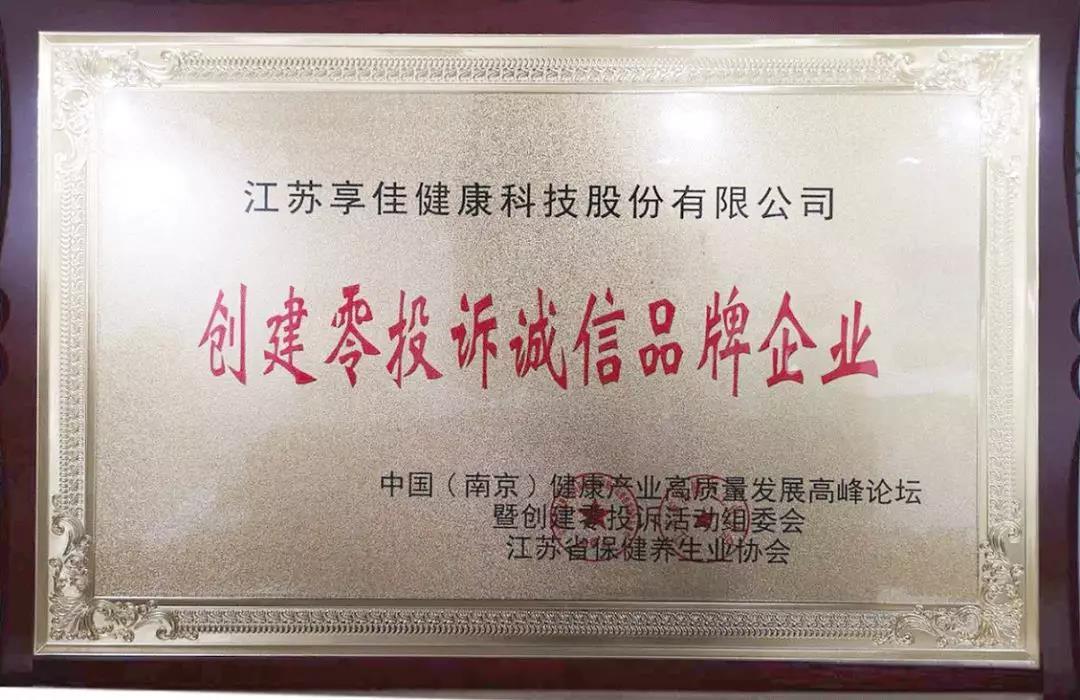 江苏享佳健康科技股份有限公司
创建零投诉诚信品牌企业
中国（南京）健康产业高质量发展高峰论坛
暨创建零投诉活动组委会
江苏省保健养生业协会